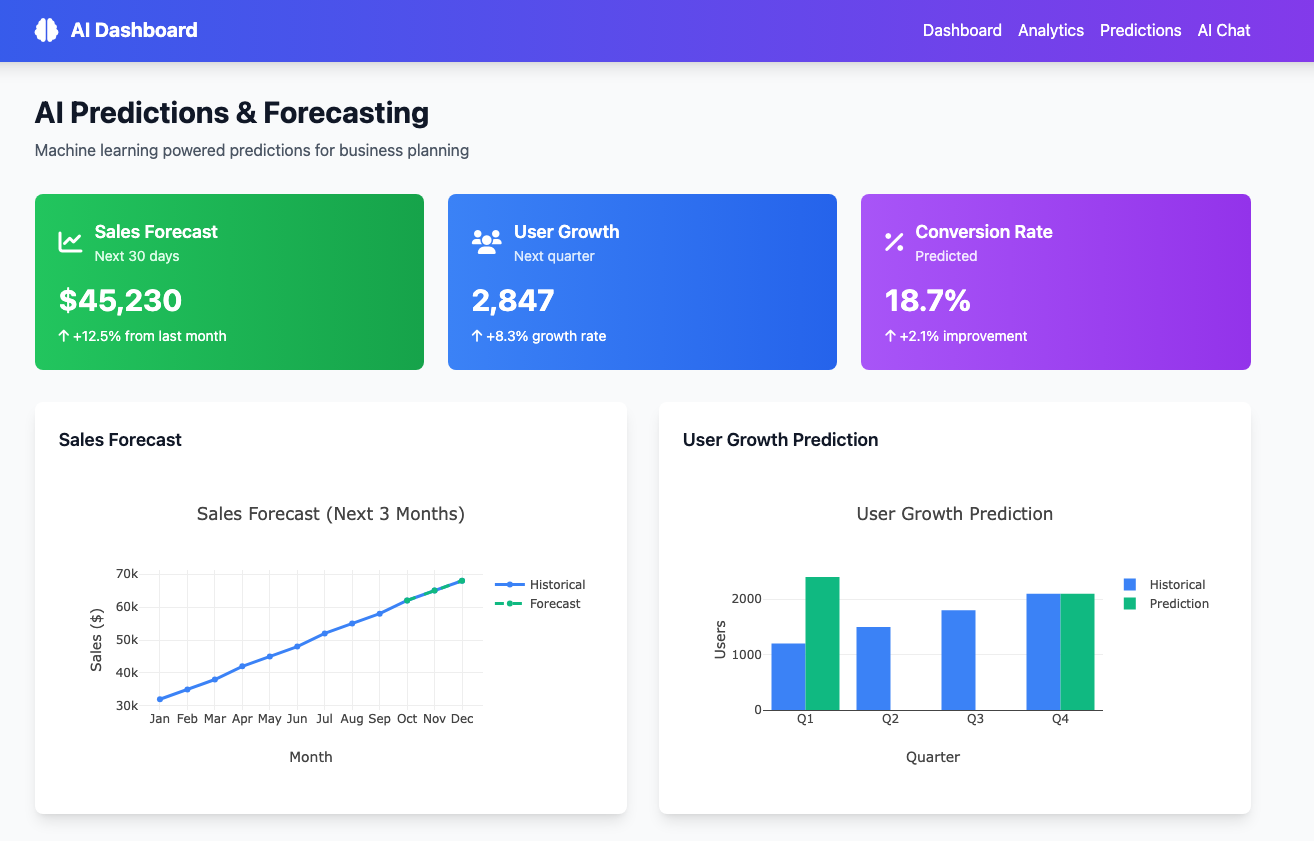 AI Dashboard
Dashboard Analytics Predictions AI Chat
AI Predictions & Forecasting
Machine learning powered predictions for business planning
Sales Forecast
Next 30 days
$45,230
+12.5% from last month
User Growth
Next quarter
2,847
+8.3% growth rate
Conversion Rate
Predicted
18.7%
+2.1% improvement
Sales Forecast
Sales Forecast (Next 3 Months)
70k
60k
50k
40k
30k
Sales ($)
Jan Feb Mar Apr May Jun Jul Aug Sep Oct Nov Dec
Month
Historical
Forecast
User Growth Prediction
User Growth Prediction
2000
1000
0
Users
Q1 Q2 Q3 Q4
Quarter
Historical
Prediction